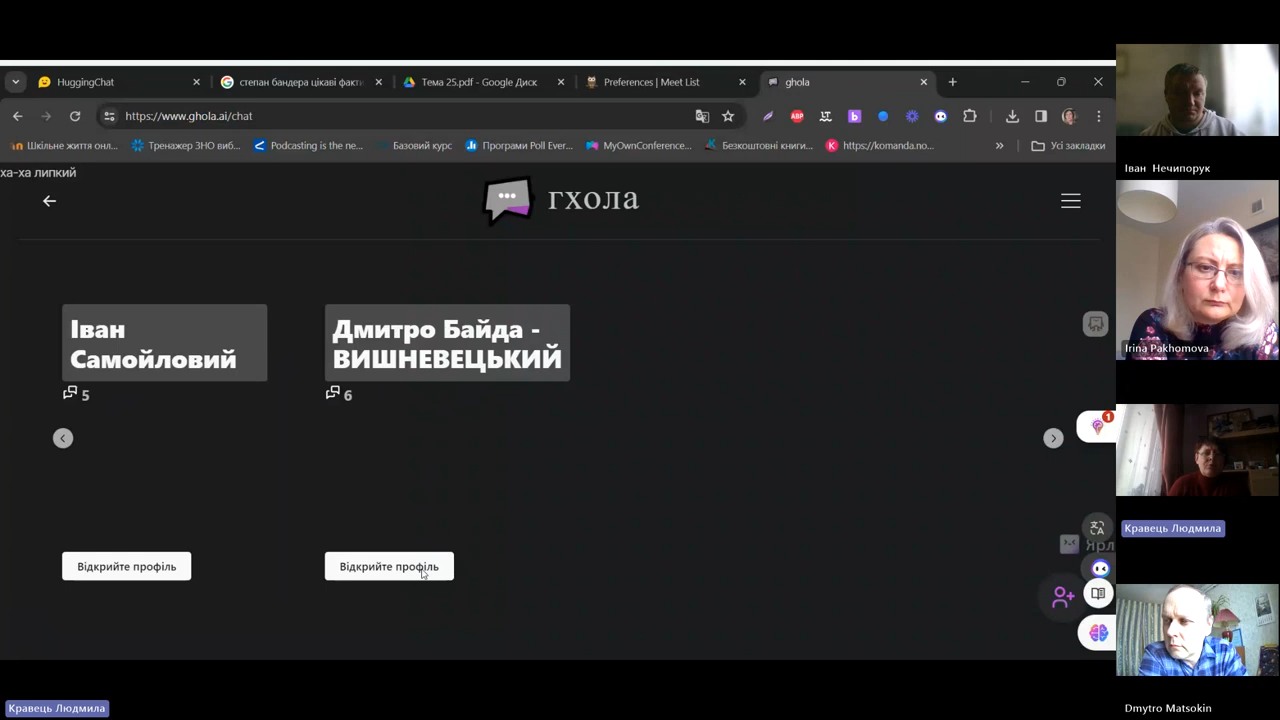 HuggingChat
степан бандера цікаві факти
Тема 25.pdf - Google Диск
Preferences | Meet List
ghola
https://www.ghola.ai/chat
Шкільне життя онл...
Тренажер ЗНО виб...
Podcasting is the ne...
Базовий курс
Програми Poll Ever...
MyOwnConference...
Безкоштовні книги...
https://komanda.no...
Усі закладки
ха-ха липкий
гхола
Іван
Самойловий
5
Дмитро Байда -
ВИШНЕВЕЦЬКИЙ
6
1
Відкрийте профіль
Відкрийте профіль
Ярл
Іван Нечипорук
Irina Pakhomova
Кравець Людмила
Dmytro Matsokin
Кравець Людмила